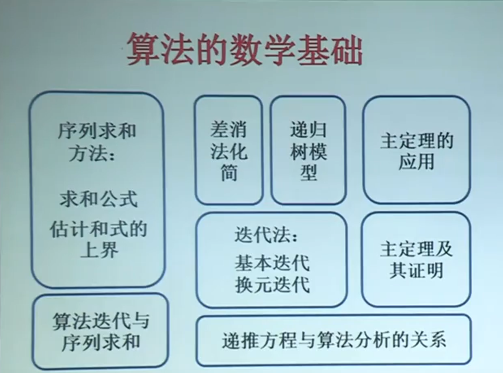 算法的数学基础
序列求和
方法：
求和公式
估计和式的
上界
算法迭代与
序列求和
差消
法化
简
递归
树模
型
主定理的
应用
迭代法：
基本迭代
换元迭代
主定理及
其证明
递推方程与算法分析的关系